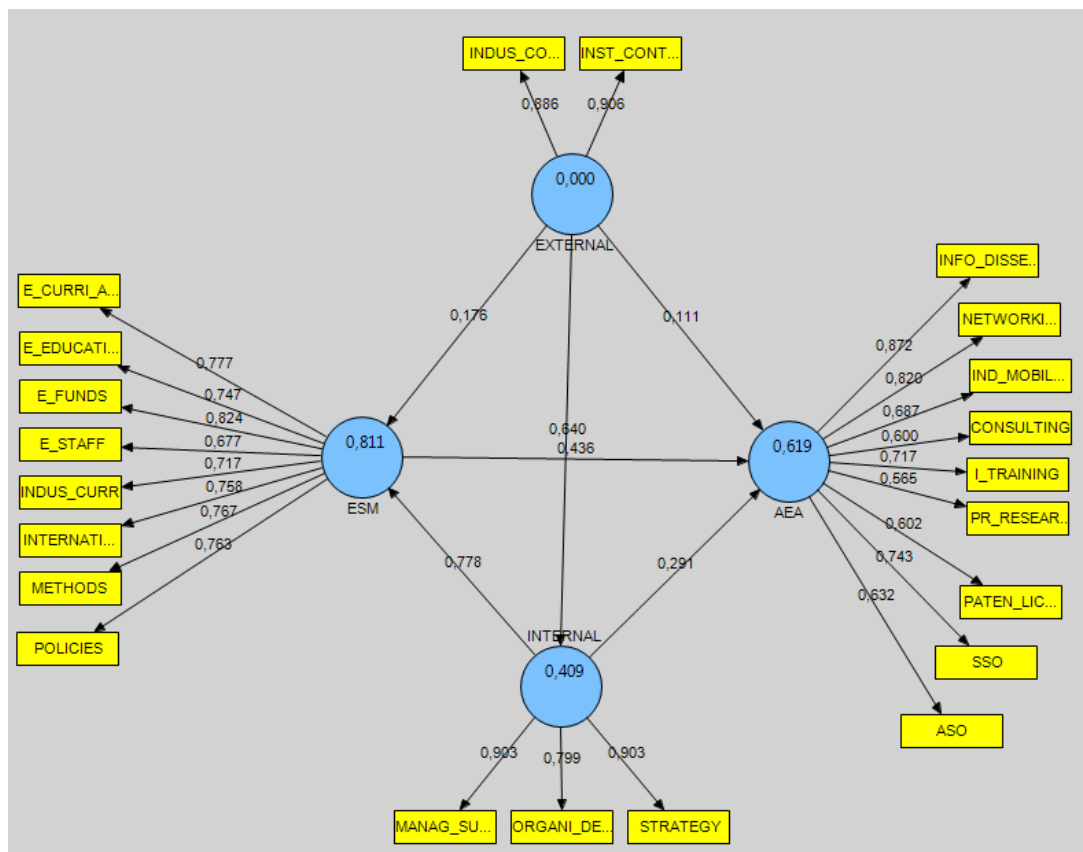 INDUS_CO...
INST_CONT...
0,886
0,906
0,000
EXTERNAL
0,176
0,111
0,640
0,436
E_CURRI_A...
E_EDUCATI...
E_FUNDS
E_STAFF
INDUS_CURR
INTERNATI...
METHODS
POLICIES
0,777
0,747
0,824
0,677
0,717
0,758
0,767
0,763
0,811
ESM
0,619
AEA
INFO_DISSE..
NETWORKI...
IND_MOBIL...
CONSULTING
I_TRAINING
PR_RESEAR..
PATEN_LIC...
SSO
ASO
0,872
0,820
0,687
0,600
0,717
0,565
0,602
0,743
0,632
0,778
0,291
INTERNAL
0,409
0,903
0,799
0,903
MANAG_SU...
ORGANI_DE...
STRATEGY